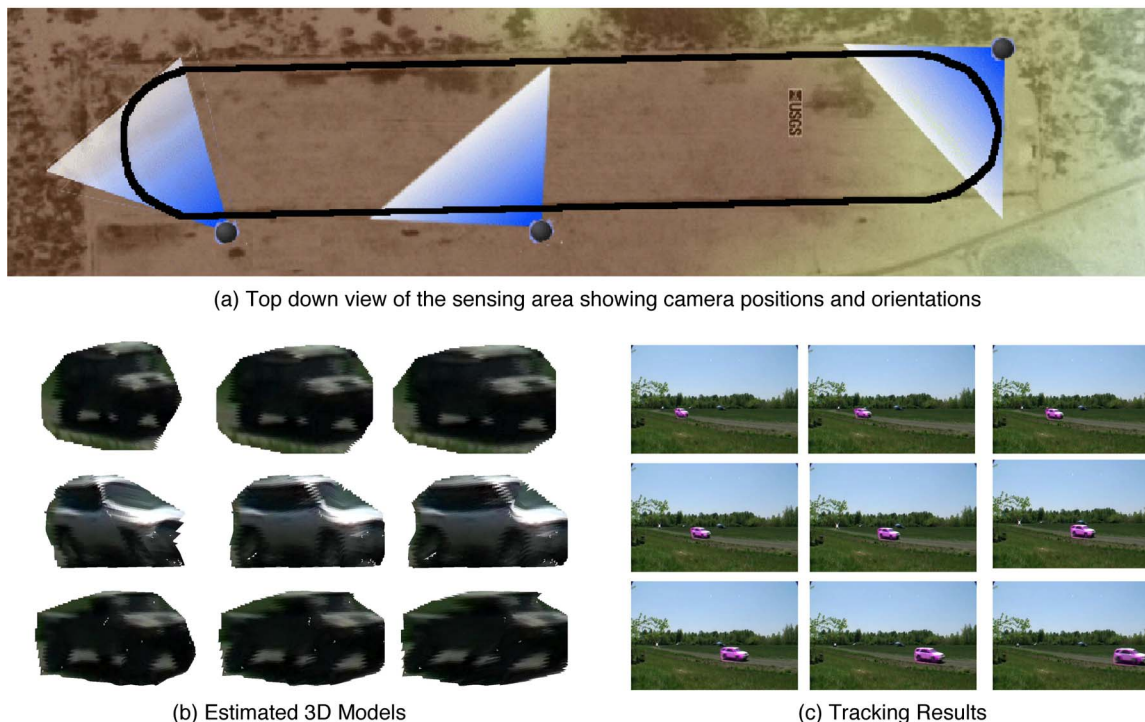 USGS
(a) Top down view of the sensing area showing camera positions and orientations
(b) Estimated 3D Models
(c) Tracking Results